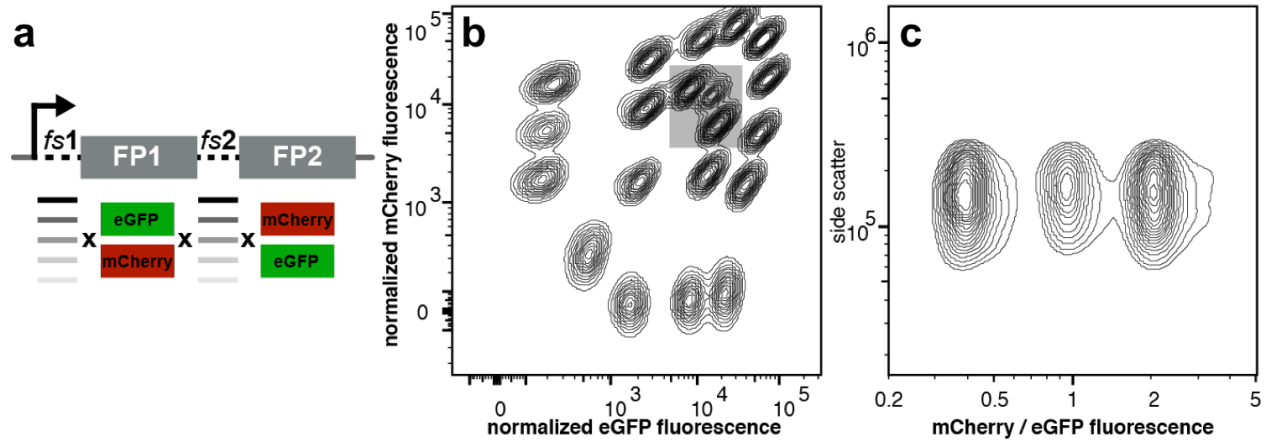 a
fs1
FP1
fs2
FP2
eGFP
mCherry
x
x
x
mCherry
eGFP
b
normalized mCherry fluorescence
10^5
10^4
10^3
0
0
10^3
10^4
10^5
normalized eGFP fluorescence
c
side scatter
10^6
10^5
0.2
0.5
1
2
5
mCherry / eGFP fluorescence